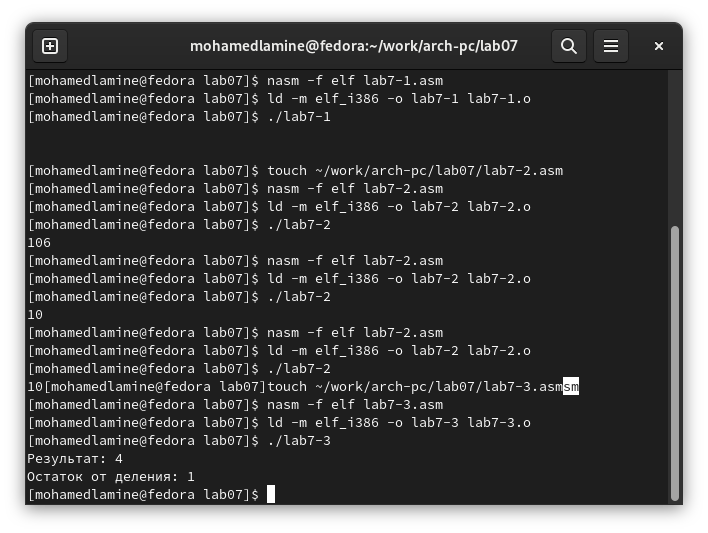 mohamedlamine@fedora:~/work/arch-pc/lab07
[mohamedlamine@fedora lab07]$ nasm -f elf lab7-1.asm
[mohamedlamine@fedora lab07]$ ld -m elf_i386 -o lab7-1 lab7-1.o
[mohamedlamine@fedora lab07]$ ./lab7-1
[mohamedlamine@fedora lab07]$ touch ~/work/arch-pc/lab07/lab7-2.asm
[mohamedlamine@fedora lab07]$ nasm -f elf lab7-2.asm
[mohamedlamine@fedora lab07]$ ld -m elf_i386 -o lab7-2 lab7-2.o
[mohamedlamine@fedora lab07]$ ./lab7-2
106
[mohamedlamine@fedora lab07]$ nasm -f elf lab7-2.asm
[mohamedlamine@fedora lab07]$ ld -m elf_i386 -o lab7-2 lab7-2.o
[mohamedlamine@fedora lab07]$ ./lab7-2
10
[mohamedlamine@fedora lab07]$ nasm -f elf lab7-2.asm
[mohamedlamine@fedora lab07]$ ld -m elf_i386 -o lab7-2 lab7-2.o
[mohamedlamine@fedora lab07]$ ./lab7-2
10[mohamedlamine@fedora lab07]touch ~/work/arch-pc/lab07/lab7-3.asmsm
[mohamedlamine@fedora lab07]$ nasm -f elf lab7-3.asm
[mohamedlamine@fedora lab07]$ ld -m elf_i386 -o lab7-3 lab7-3.o
[mohamedlamine@fedora lab07]$ ./lab7-3
Результат: 4
Остаток от деления: 1
[mohamedlamine@fedora lab07]$